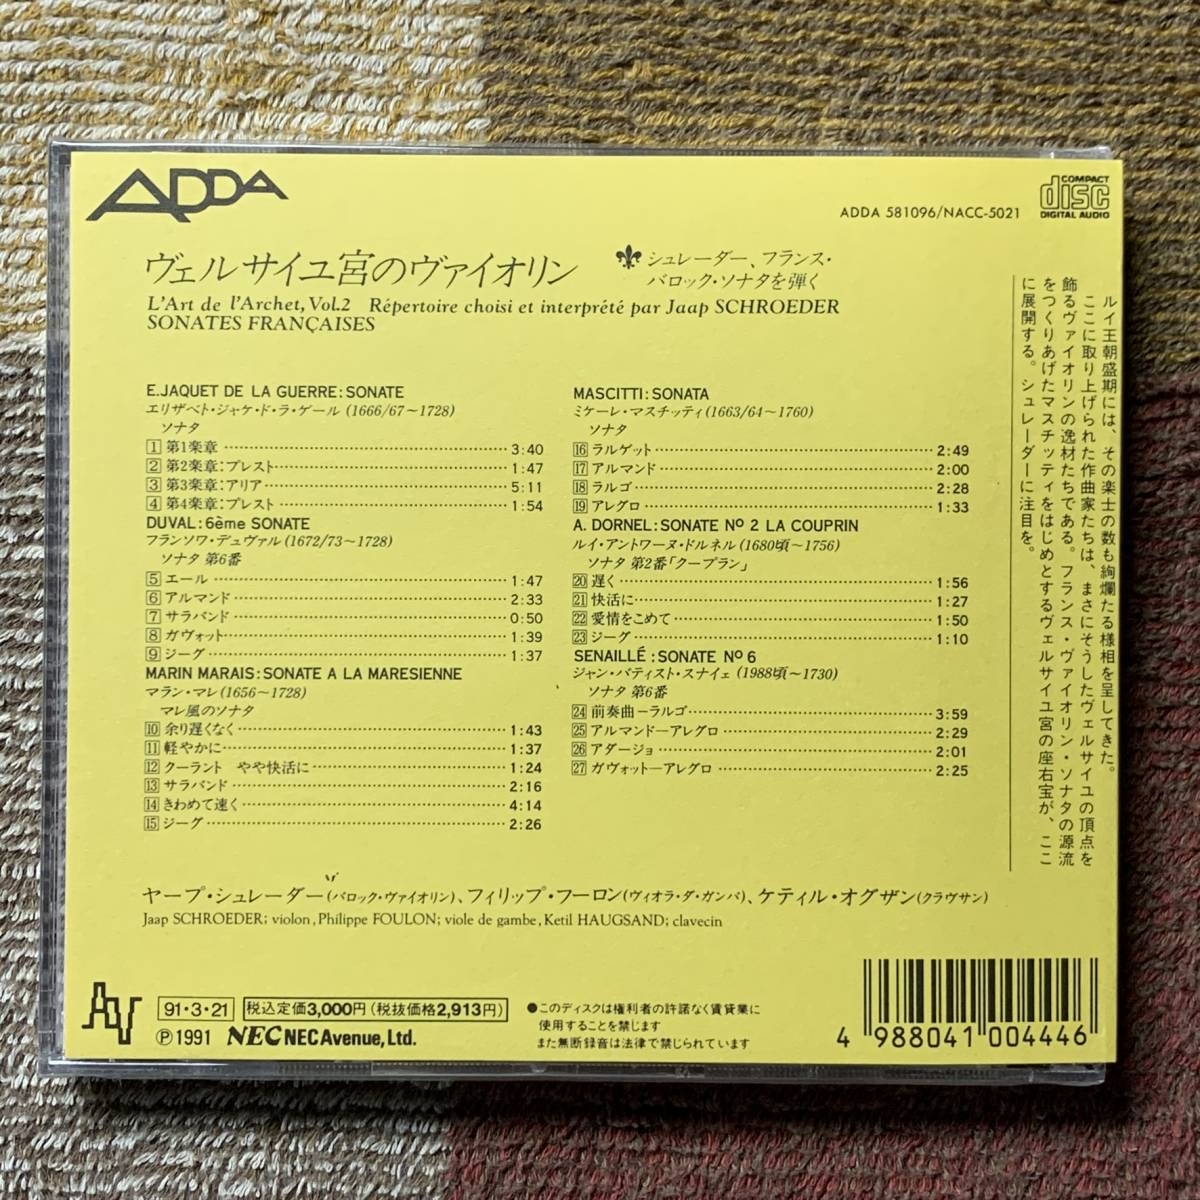 ADDA
COMPACT
disc
DIGITAL AUDIO
ADDA 581096/NACC-5021
ヴェルサイユ宮のヴァイオリン
シュレーダー、フランス・
バロック・ソナタを弾く
L'Art de l'Archet, Vol.2 Répertoire choisi et interprété par Jaap SCHROEDER
SONATES FRANÇAISES
E.JAQUET DE LA GUERRE: SONATE
エリザベト・ジャケ・ド・ラ・ゲール (1666/67〜1728)
ソナタ
1 第1楽章 3:40
2 第2楽章:プレスト 1:47
3 第3楽章:アリア 5:11
4 第4楽章:プレスト 1:54
DUVAL: 6ème SONATE
フランソワ・デュヴァル (1672/73〜1728)
ソナタ 第6番
5 エール 1:47
6 アルマンド 2:33
7 サラバンド 0:50
8 ガヴォット 1:39
9 ジーグ 1:37
MARIN MARAIS: SONATE A LA MARESIENNE
マラン・マレ (1656〜1728)
マレ風のソナタ
10 余り遅くなく 1:43
11 軽やかに 1:37
12 クーラント やや快活に 1:24
13 サラバンド 2:16
14 きわめて速く 4:14
15 ジーグ 2:26
MASCITTI: SONATA
ミケーレ・マスチッティ (1663/64〜1760)
ソナタ
16 ラルゲット 2:49
17 アルマンド 2:00
18 ラルゴ 2:28
19 アレグロ 1:33
A. DORNEL: SONATE Nº 2 LA COUPRIN
ルイ・アントワーヌ・ドルネル (1680頃〜1756)
ソナタ 第2番「クープラン」
20 遅く 1:56
21 快活に 1:27
22 愛情をこめて 1:50
23 ジーグ 1:10
SENAILLÉ : SONATE Nº 6
ジャン・バティスト・スナイェ (1988頃〜1730)
ソナタ 第6番
24 前奏曲ーラルゴ 3:59
25 アルマンドーアレグロ 2:29
26 アダージョ 2:01
27 ガヴォットーアレグロ 2:25
ルイ王朝盛期には、その楽士の数も絢爛たる様相を呈してきた。
ここに取り上げられた作曲家たちは、まさにそうしたヴェルサイユの頂点を
飾るヴァイオリンの逸材たちである。フランス・ヴァイオリン・ソナタの源流
をつくりあげたマスチッティをはじめとするヴェルサイユ宮の座右宝が、ここ
に展開する。シュレーダーに注目を。
ヤープ・シュレーダー(バロック・ヴァイオリン)、フィリップ・フーロン(ヴィオラ・ダ・ガンバ)、ケティル・オグザン(クラヴサン)
Jaap SCHROEDER; violon, Philippe FOULON; viole de gambe, Ketil HAUGSAND; clavecin
AV
91・3・21 税込定価3,000円(税抜価格2,913円)
Ⓟ1991 NEC NEC Avenue, Ltd.
●このディスクは権利者の許諾なく賃貸業に
使用することを禁じます
また無断録音は法律で禁じられています
4 988041 004446